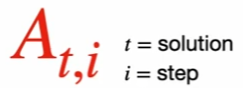 A_{t,i}
t = solution
i = step